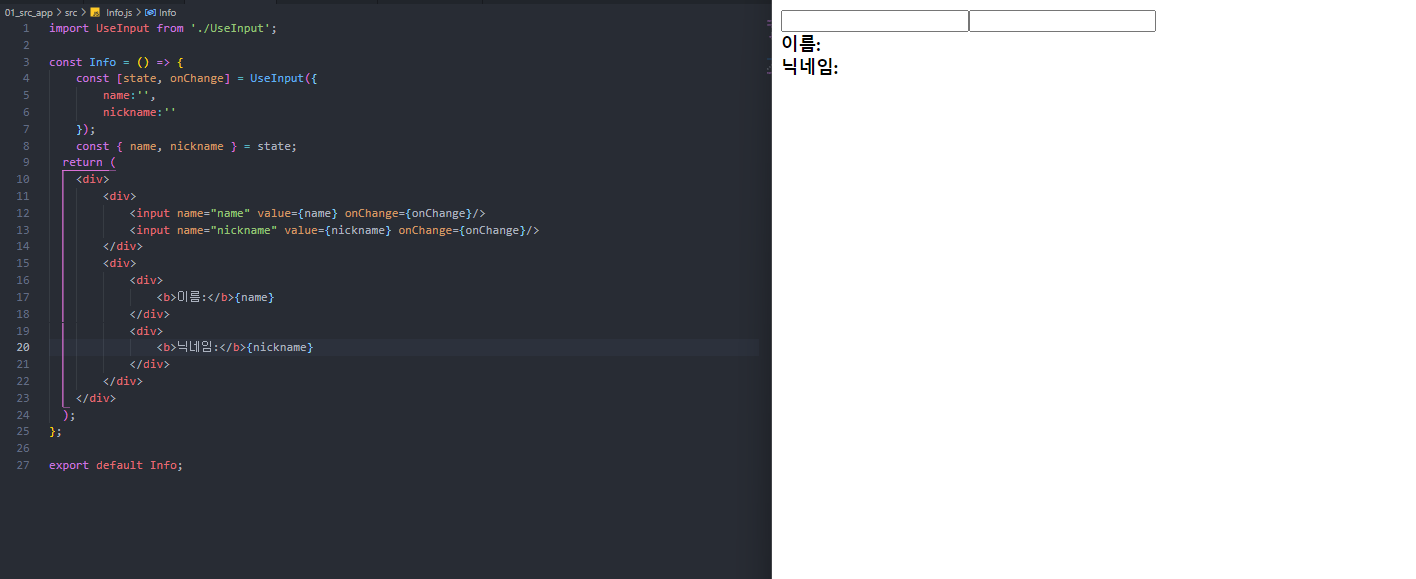 01_src_app > src > JS Info.js > Info
1 import UseInput from './UseInput';
2
3 const Info = () => {
4 const [state, onChange] = UseInput({
5 name:'',
6 nickname:''
7 });
8 const { name, nickname } = state;
9 return (
10 <div>
11 <div>
12 <input name="name" value={name} onChange={onChange}/>
13 <input name="nickname" value={nickname} onChange={onChange}/>
14 </div>
15 <div>
16 <div>
17 <b>이름:</b>{name}
18 </div>
19 <div>
20 <b>닉네임:</b>{nickname}
21 </div>
22 </div>
23 </div>
24 );
25 };
26
27 export default Info;
이름:
닉네임: